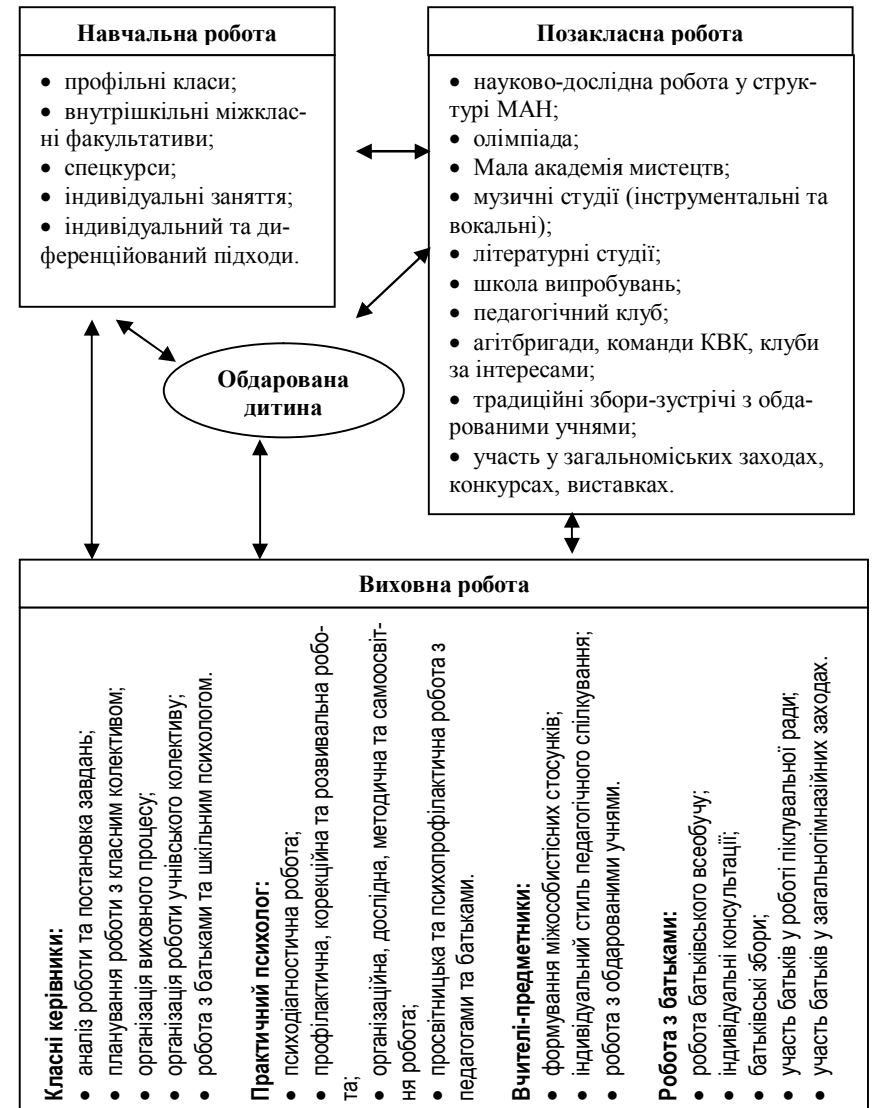 Навчальна робота
• профільні класи;
• внутрішкільні міжклас-
ні факультативи;
• спецкурси;
• індивідуальні заняття;
• індивідуальний та ди-
ференційований підходи.
Позакласна робота
• науково-дослідна робота у струк-
турі МАН;
• олімпіада;
• Мала академія мистецтв;
• музичні студії (інструментальні та
вокальні);
• літературні студії;
• школа випробувань;
• педагогічний клуб;
• агітбригади, команди КВК, клуби
за інтересами;
• традиційні збори-зустрічі з обда-
рованими учнями;
• участь у загальноміських заходах,
конкурсах, виставках.
Обдарована
дитина
Виховна робота
Класні керівники:
• аналіз роботи та постановка завдань;
• планування роботи з класним колективом;
• організація виховного процесу;
• організація роботи учнівського колективу;
• робота з батьками та шкільним психологом.
Практичний психолог:
• психодіагностична робота;
• профілактична, корекційна та розвивальна робо-
та;
• організаційна, дослідна, методична та самоосвіт-
ня робота;
• просвітницька та психопрофілактична робота з
педагогами та батьками.
Вчителі-предметники:
• формування міжособистісних стосунків;
• індивідуальний стиль педагогічного спілкування;
• робота з обдарованими учнями.
Робота з батьками:
• робота батьківського всеобучу;
• індивідуальні консультації;
• батьківські збори;
• участь батьків у роботі піклувальної ради;
• участь батьків у загальногімназійних заходах.